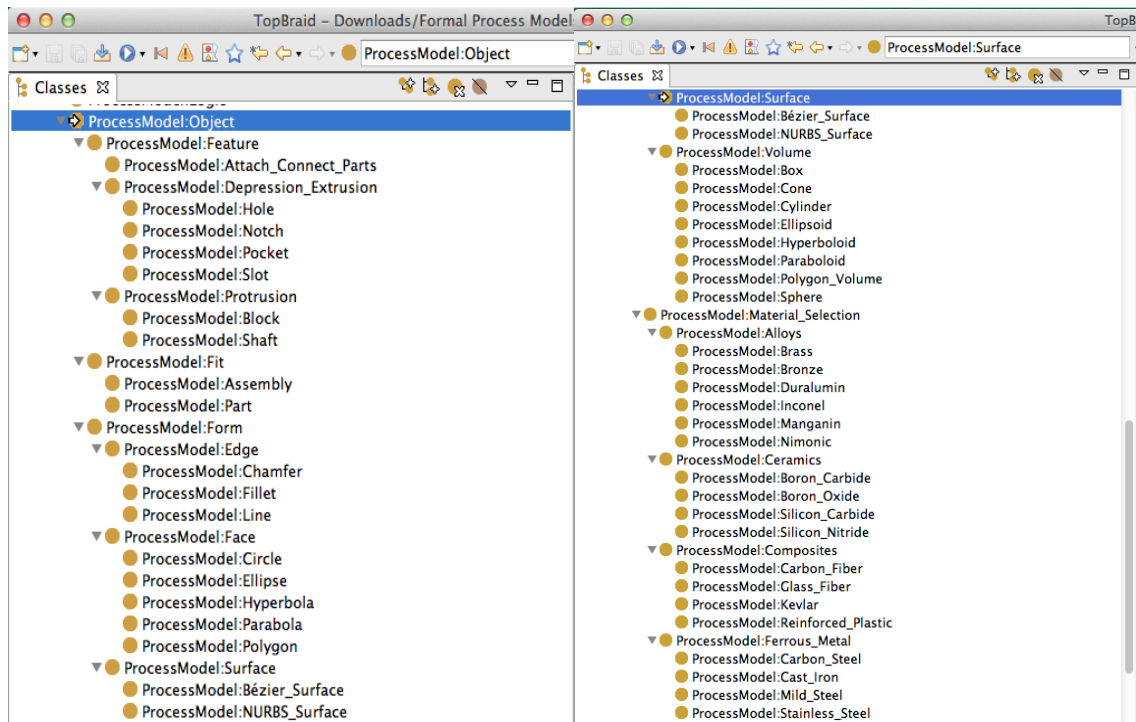 TopBraid – Downloads/Formal Process Model
ProcessModel:Object
Classes
ProcessModel:Object
ProcessModel:Feature
ProcessModel:Attach_Connect_Parts
ProcessModel:Depression_Extrusion
ProcessModel:Hole
ProcessModel:Notch
ProcessModel:Pocket
ProcessModel:Slot
ProcessModel:Protrusion
ProcessModel:Block
ProcessModel:Shaft
ProcessModel:Fit
ProcessModel:Assembly
ProcessModel:Part
ProcessModel:Form
ProcessModel:Edge
ProcessModel:Chamfer
ProcessModel:Fillet
ProcessModel:Line
ProcessModel:Face
ProcessModel:Circle
ProcessModel:Ellipse
ProcessModel:Hyperbola
ProcessModel:Parabola
ProcessModel:Polygon
ProcessModel:Surface
ProcessModel:Bézier_Surface
ProcessModel:NURBS_Surface
TopB
ProcessModel:Surface
Classes
ProcessModel:Surface
ProcessModel:Bézier_Surface
ProcessModel:NURBS_Surface
ProcessModel:Volume
ProcessModel:Box
ProcessModel:Cone
ProcessModel:Cylinder
ProcessModel:Ellipsoid
ProcessModel:Hyperboloid
ProcessModel:Paraboloid
ProcessModel:Polygon_Volume
ProcessModel:Sphere
ProcessModel:Material_Selection
ProcessModel:Alloys
ProcessModel:Brass
ProcessModel:Bronze
ProcessModel:Duralumin
ProcessModel:Inconel
ProcessModel:Manganin
ProcessModel:Nimonic
ProcessModel:Ceramics
ProcessModel:Boron_Carbide
ProcessModel:Boron_Oxide
ProcessModel:Silicon_Carbide
ProcessModel:Silicon_Nitride
ProcessModel:Composites
ProcessModel:Carbon_Fiber
ProcessModel:Glass_Fiber
ProcessModel:Kevlar
ProcessModel:Reinforced_Plastic
ProcessModel:Ferrous_Metal
ProcessModel:Carbon_Steel
ProcessModel:Cast_Iron
ProcessModel:Mild_Steel
ProcessModel:Stainless_Steel